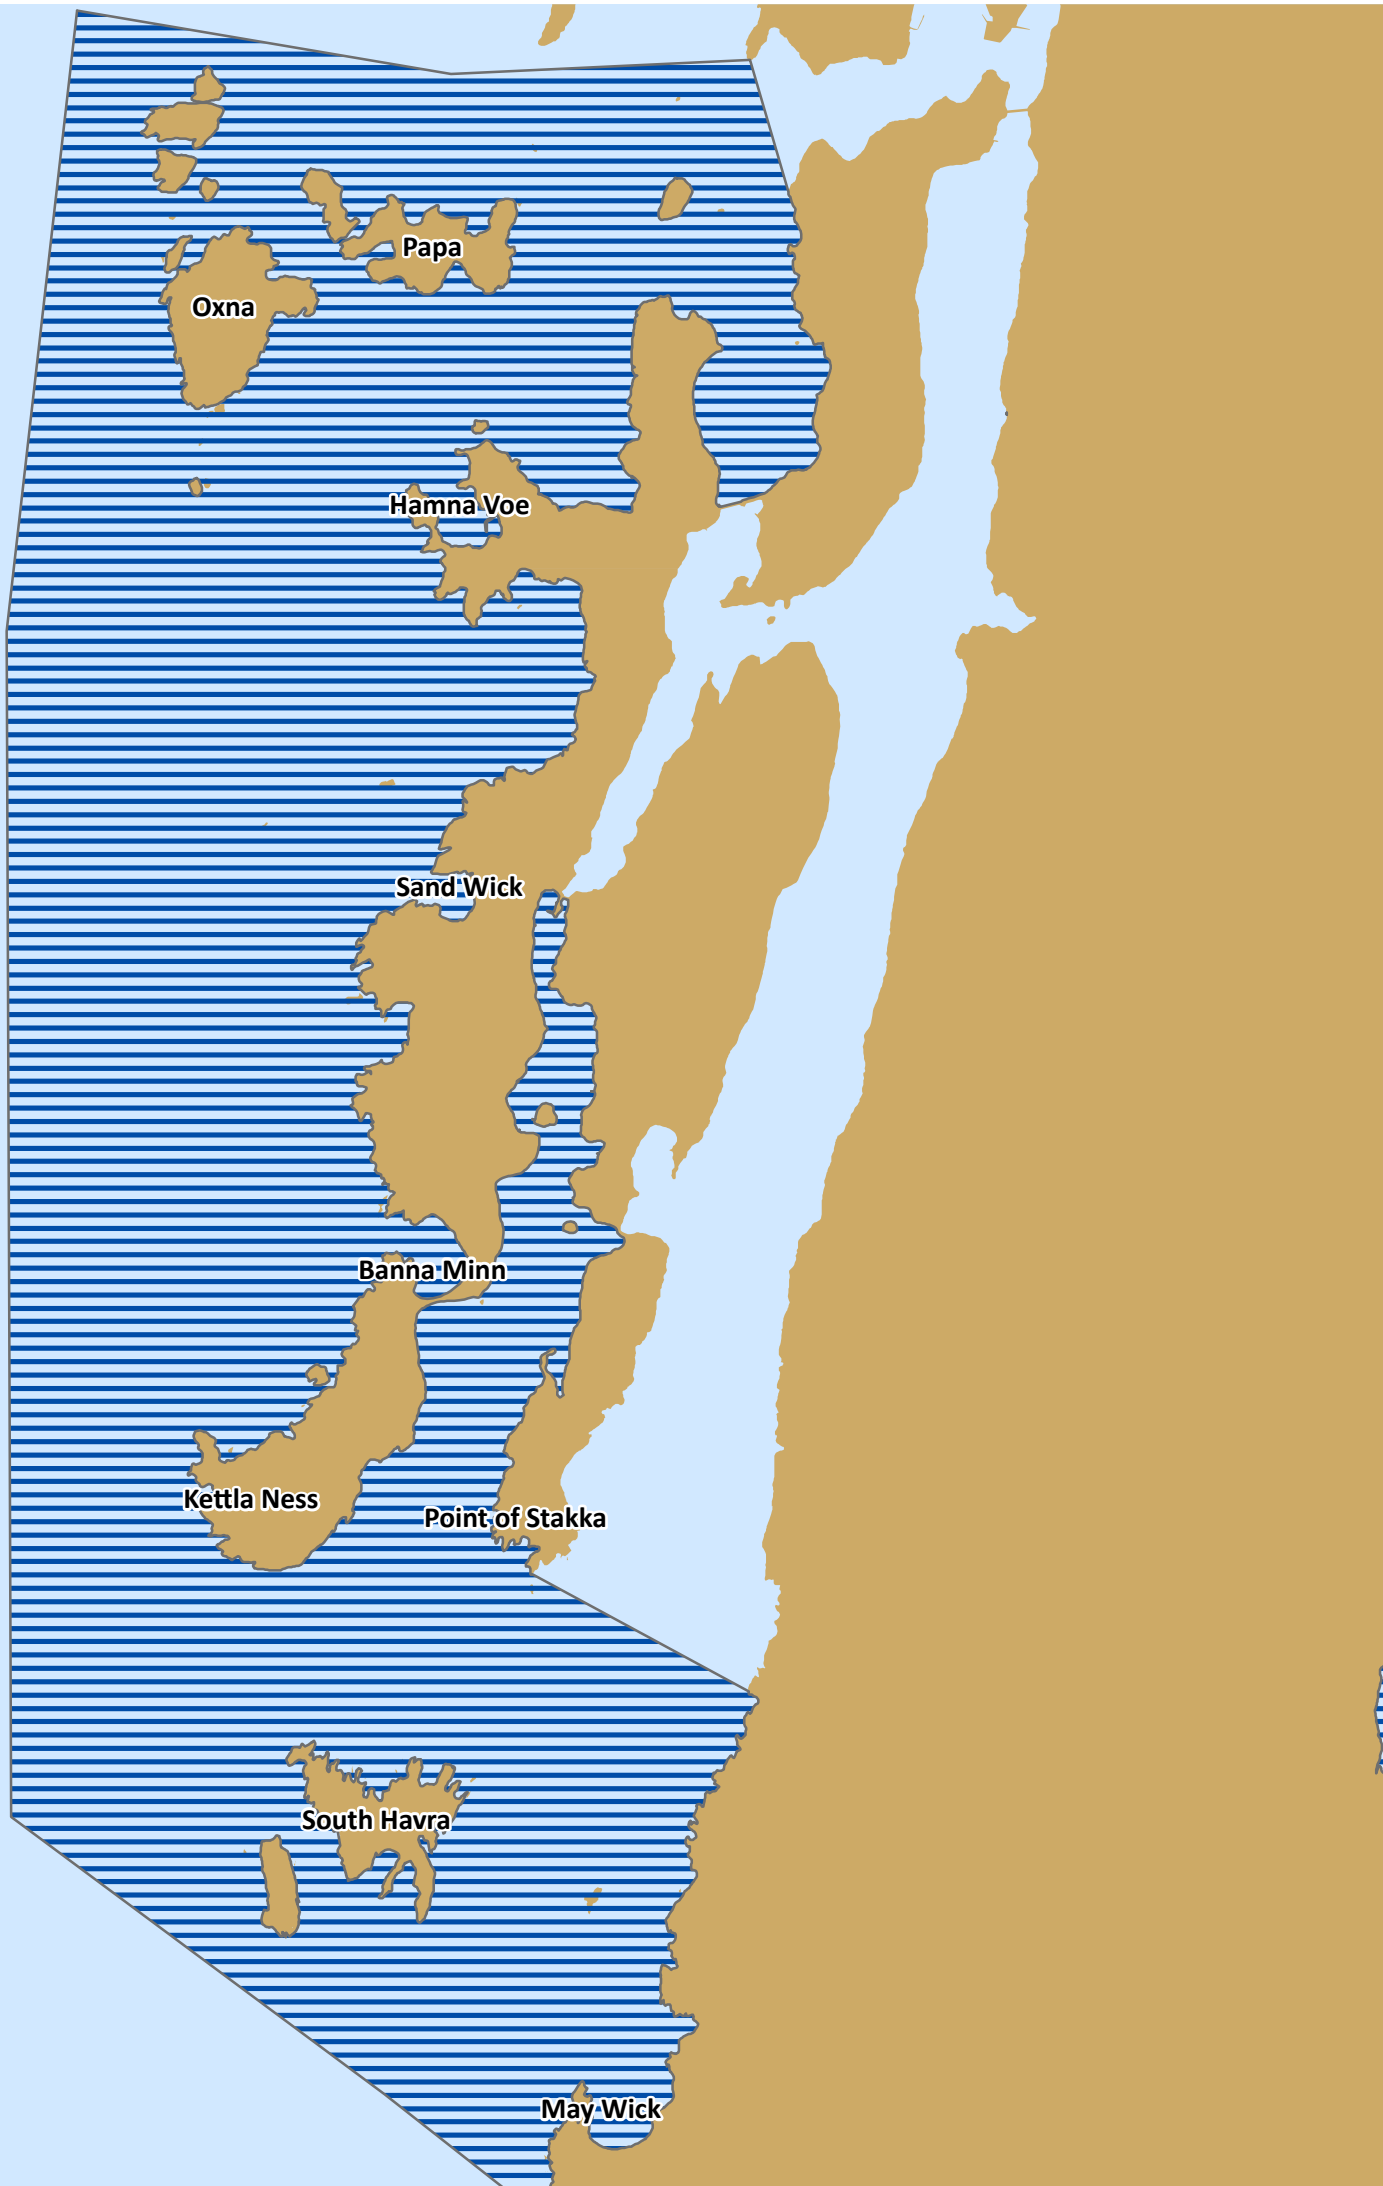 Papa
Oxna
Hamna Voe
Sand Wick
Banna Minn
Kettla Ness
Point of Stakka
South Havra
May Wick